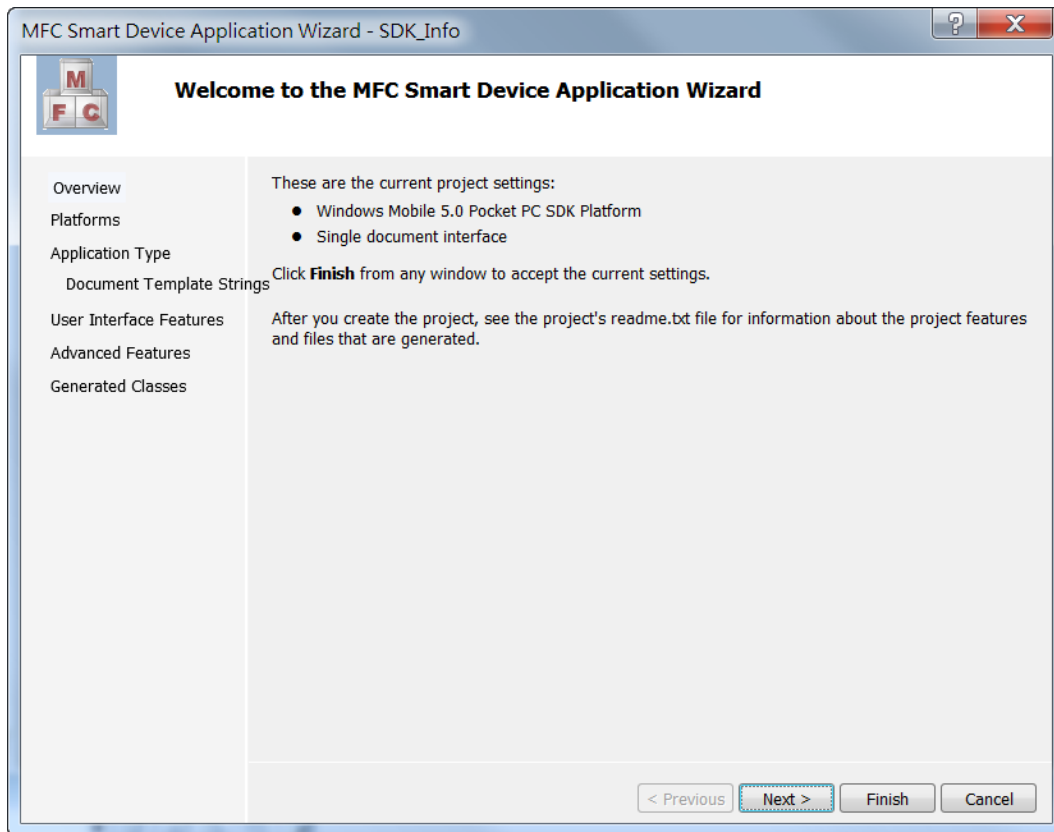 MFC Smart Device Application Wizard - SDK_Info
?
X
M
F C
Welcome to the MFC Smart Device Application Wizard
Overview
Platforms
Application Type
Document Template Strings
User Interface Features
Advanced Features
Generated Classes
These are the current project settings:
● Windows Mobile 5.0 Pocket PC SDK Platform
● Single document interface
Click Finish from any window to accept the current settings.
After you create the project, see the project's readme.txt file for information about the project features
and files that are generated.
< Previous Next > Finish Cancel